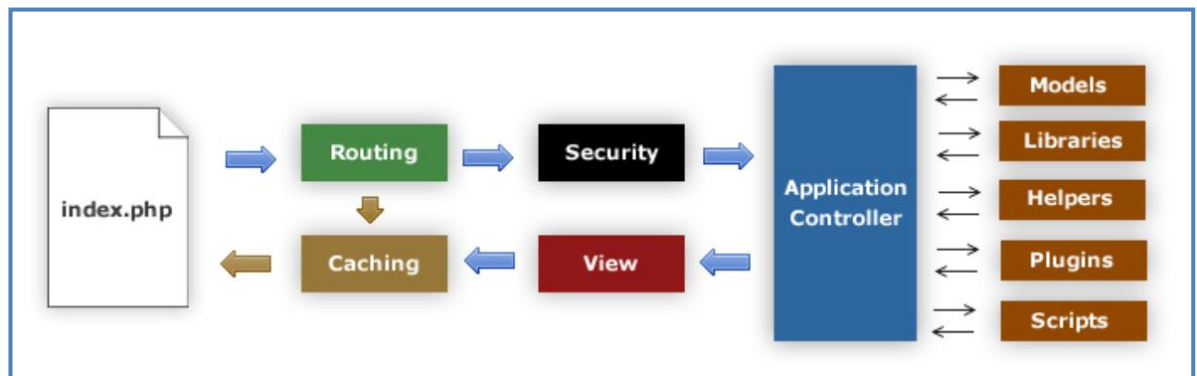 index.php
Routing
Security
Caching
View
Application
Controller
Models
Libraries
Helpers
Plugins
Scripts